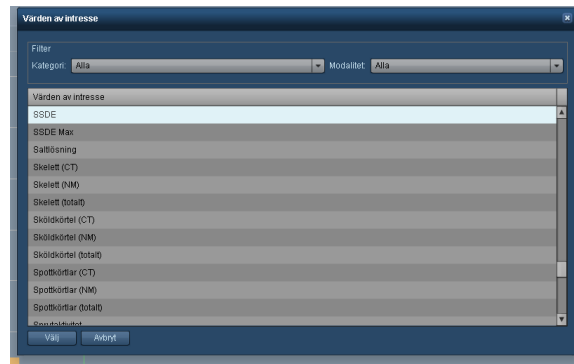 Värden av intresse
Filter
Kategori: Alla Modalitet: Alla
Värden av intresse
SSDE
SSDE Max
Saltlösning
Skelett (CT)
Skelett (NM)
Skelett (totalt)
Sköldkörtel (CT)
Sköldkörtel (NM)
Sköldkörtel (totalt)
Spottkörtlar (CT)
Spottkörtlar (NM)
Spottkörtlar (totalt)
Sprutaktivitet
Välj Avbryt